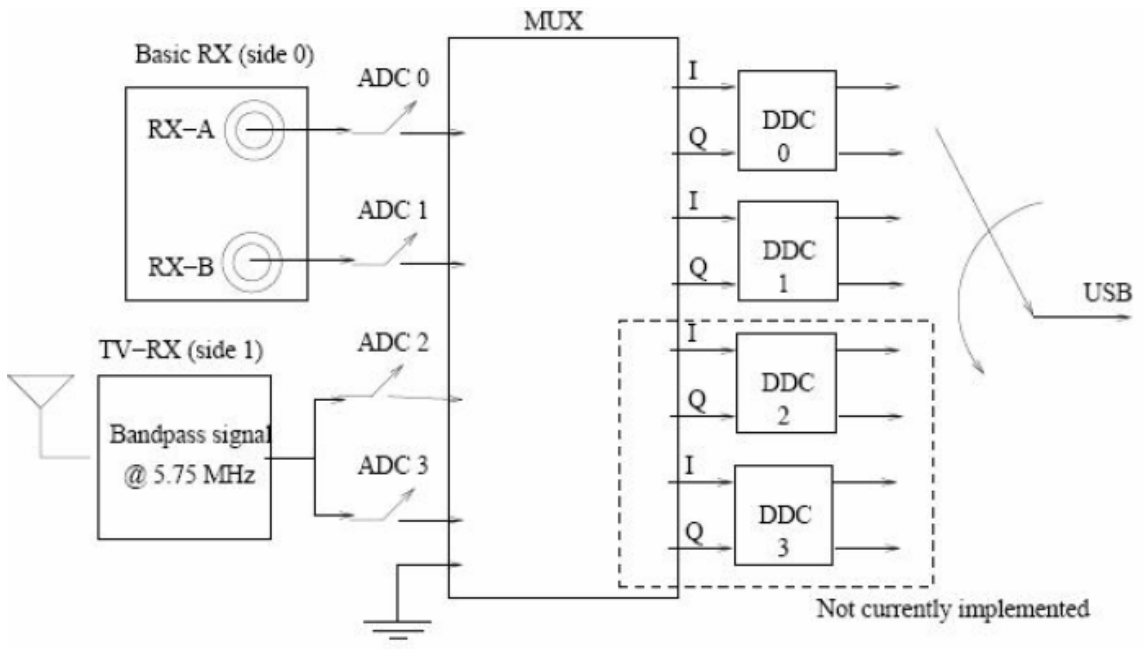 MUX
Basic RX (side 0)
ADC 0
RX−A
ADC 1
RX−B
TV−RX (side 1)
ADC 2
Bandpass signal
@ 5.75 MHz
ADC 3
I
DDC
0
Q
I
DDC
1
Q
I
DDC
2
Q
I
DDC
3
Q
USB
Not currently implemented